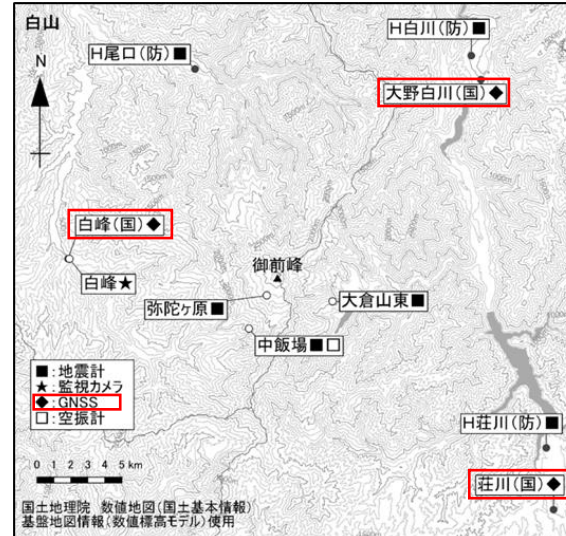 白山
N
H白川(防)■
H尾口(防)■
大野白川(国)◆
白峰(国)◆
白峰★
御前峰
弥陀ヶ原■
大倉山東■
中飯場■□
■:地震計
★:監視カメラ
◆:GNSS
□:空振計
H荘川(防)■
0 1 2 3 4 5 km
荘川(国)◆
国土地理院 数値地図(国土基本情報)
基盤地図情報(数値標高モデル)使用